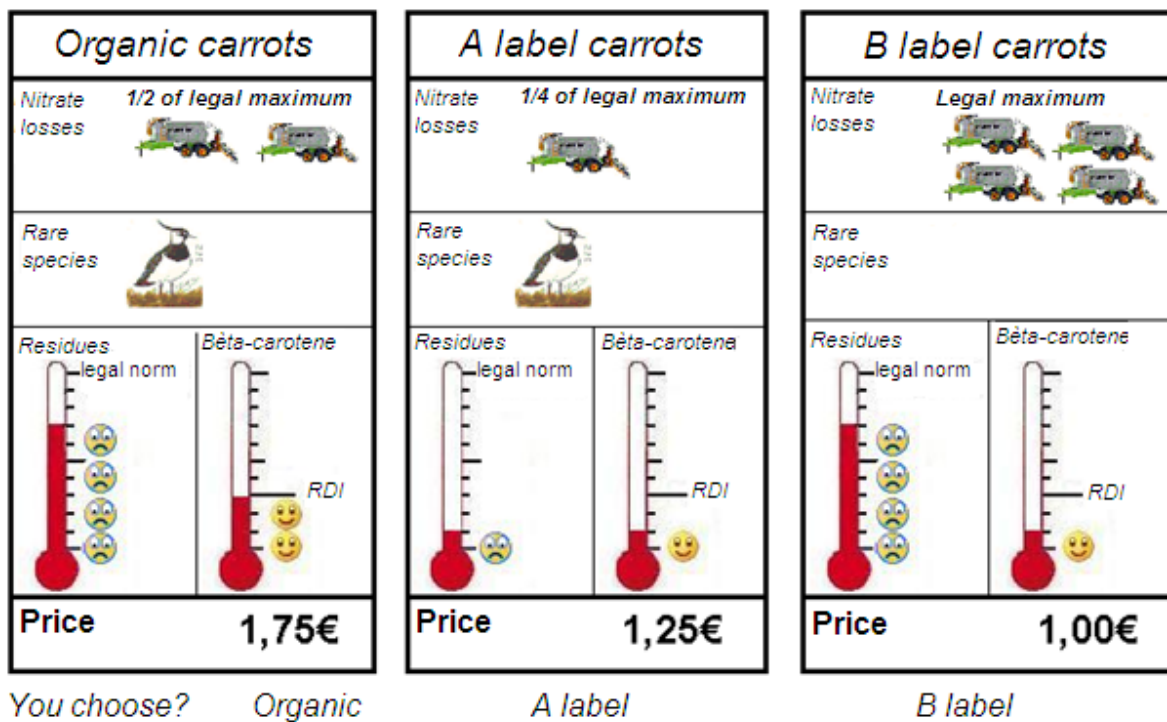 Organic carrots
Nitrate losses
1/2 of legal maximum
Rare species
Residues
legal norm
Bèta-carotene
RDI
Price 1,75€
A label carrots
Nitrate losses
1/4 of legal maximum
Rare species
Residues
legal norm
Bèta-carotena
Price 1,25€
RDI
B label carrots
Nitrate losses
Legal maximum
Rare species
Residues
legal norm
Bèta-carotene
RDI
Price 1,00€
You choose? Organic A label B label